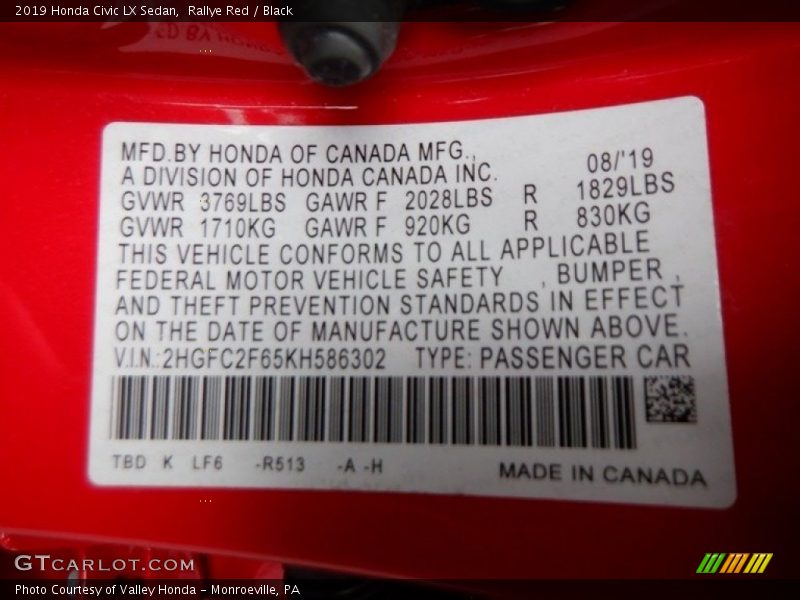 2019 Honda Civic LX Sedan,  Rallye Red / Black
MFD.BY HONDA OF CANADA MFG., 08/'19
A DIVISION OF HONDA CANADA INC.
GVWR 3769LBS GAWR F 2028LBS R 1829LBS
GVWR 1710KG GAWR F 920KG R 830KG
THIS VEHICLE CONFORMS TO ALL APPLICABLE
FEDERAL MOTOR VEHICLE SAFETY , BUMPER ,
AND THEFT PREVENTION STANDARDS IN EFFECT
ON THE DATE OF MANUFACTURE SHOWN ABOVE.
V.I.N.:2HGFC2F65KH586302 TYPE: PASSENGER CAR
TBD K LF6 -R513 -A -H MADE IN CANADA
GTCARLOT.COM
Photo Courtesy of Valley Honda – Monroeville, PA